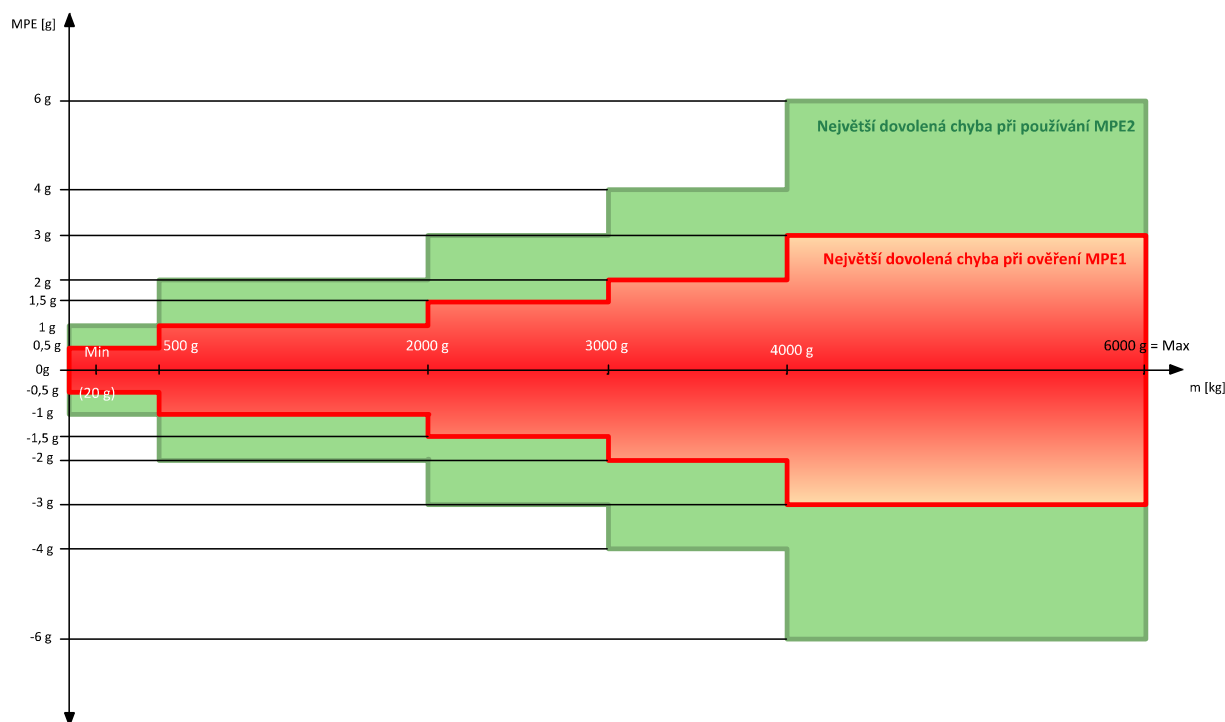 MPE [g]
6 g
Největší dovolená chyba při používání MPE2
4 g
3 g
Největší dovolená chyba při ověření MPE1
2 g
1,5 g
1 g
0,5 g
Min
500 g
2000 g
3000 g
4000 g
6000 g = Max
0g
-0,5 g
(20 g)
m [kg]
-1 g
-1,5 g
-2 g
-3 g
-4 g
-6 g